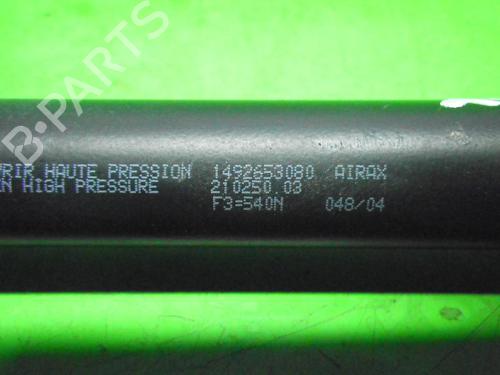 B-PARTS
RIR HAUTE PRESSION 1492653080 AIRAX
N HIGH PRESSURE 210250.03
F3=540N 048/04